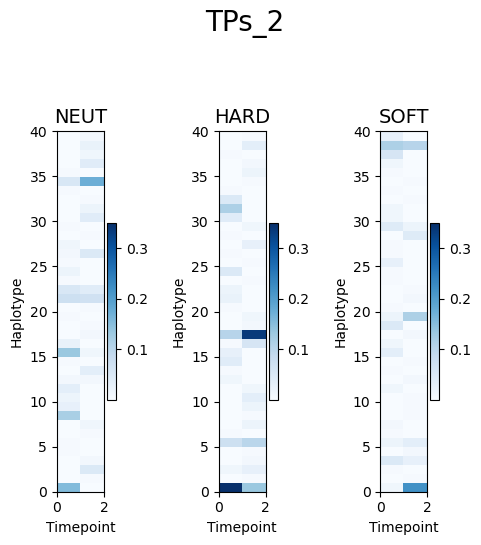 TPs_2
NEUT HARD SOFT
40 40 40
35 35 35
30 30 30
0.3 0.3 0.3
25 25 25
Haplotype Haplotype Haplotype
20 20 20
0.2 0.2 0.2
15 15 15
0.1 0.1 0.1
10 10 10
5 5 5
0 0 0
0 2 0 2 0 2
Timepoint Timepoint Timepoint